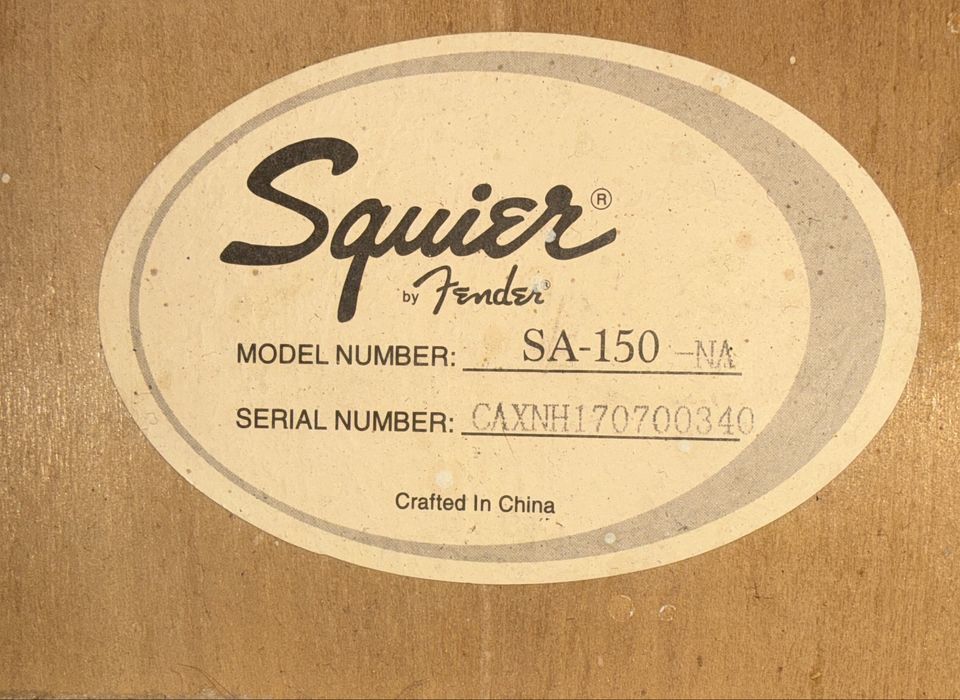 Squier®
by Fender®
MODEL NUMBER: SA-150 -NA
SERIAL NUMBER: CAXNH170700340
Crafted In China